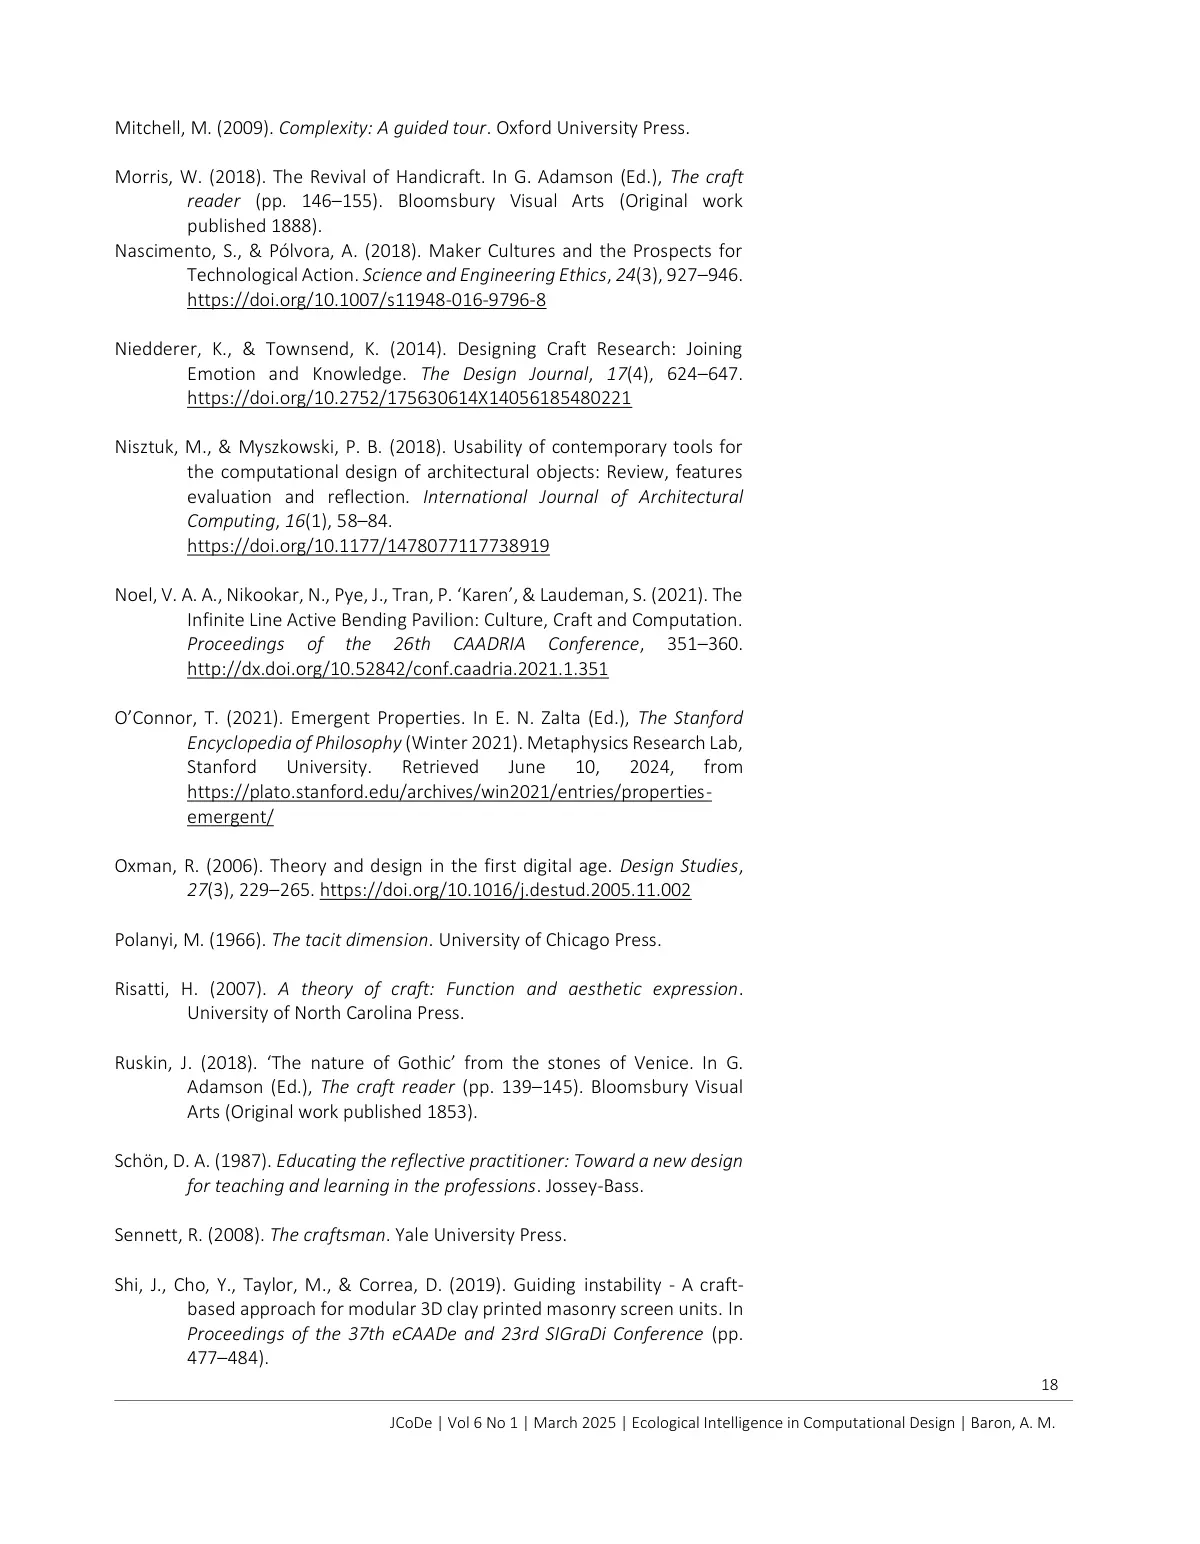 Mitchell, M. (2009). Complexity: A guided tour. Oxford University Press.
Morris, W. (2018). The Revival of Handicraft. In G. Adamson (Ed.), The craft
reader (pp. 146–155). Bloomsbury Visual Arts (Original work
published 1888).
Nascimento, S., & Pólvora, A. (2018). Maker Cultures and the Prospects for
Technological Action. Science and Engineering Ethics, 24(3), 927–946.
https://doi.org/10.1007/s11948-016-9796-8
Niedderer, K., & Townsend, K. (2014). Designing Craft Research: Joining
Emotion and Knowledge. The Design Journal, 17(4), 624–647.
https://doi.org/10.2752/175630614X14056185480221
Nisztuk, M., & Myszkowski, P. B. (2018). Usability of contemporary tools for
the computational design of architectural objects: Review, features
evaluation and reflection. International Journal of Architectural
Computing, 16(1), 58–84.
https://doi.org/10.1177/1478077117738919
Noel, V. A. A., Nikookar, N., Pye, J., Tran, P. ‘Karen’, & Laudeman, S. (2021). The
Infinite Line Active Bending Pavilion: Culture, Craft and Computation.
Proceedings of the 26th CAADRIA Conference, 351–360.
http://dx.doi.org/10.52842/conf.caadria.2021.1.351
O’Connor, T. (2021). Emergent Properties. In E. N. Zalta (Ed.), The Stanford
Encyclopedia of Philosophy (Winter 2021). Metaphysics Research Lab,
Stanford University. Retrieved June 10, 2024, from
https://plato.stanford.edu/archives/win2021/entries/properties-
emergent/
Oxman, R. (2006). Theory and design in the first digital age. Design Studies,
27(3), 229–265. https://doi.org/10.1016/j.destud.2005.11.002
Polanyi, M. (1966). The tacit dimension. University of Chicago Press.
Risatti, H. (2007). A theory of craft: Function and aesthetic expression.
University of North Carolina Press.
Ruskin, J. (2018). ‘The nature of Gothic’ from the stones of Venice. In G.
Adamson (Ed.), The craft reader (pp. 139–145). Bloomsbury Visual
Arts (Original work published 1853).
Schön, D. A. (1987). Educating the reflective practitioner: Toward a new design
for teaching and learning in the professions. Jossey-Bass.
Sennett, R. (2008). The craftsman. Yale University Press.
Shi, J., Cho, Y., Taylor, M., & Correa, D. (2019). Guiding instability - A craft-
based approach for modular 3D clay printed masonry screen units. In
Proceedings of the 37th eCAADe and 23rd SIGraDi Conference (pp.
477–484).
18
JCoDe | Vol 6 No 1 | March 2025 | Ecological Intelligence in Computational Design | Baron, A. M.